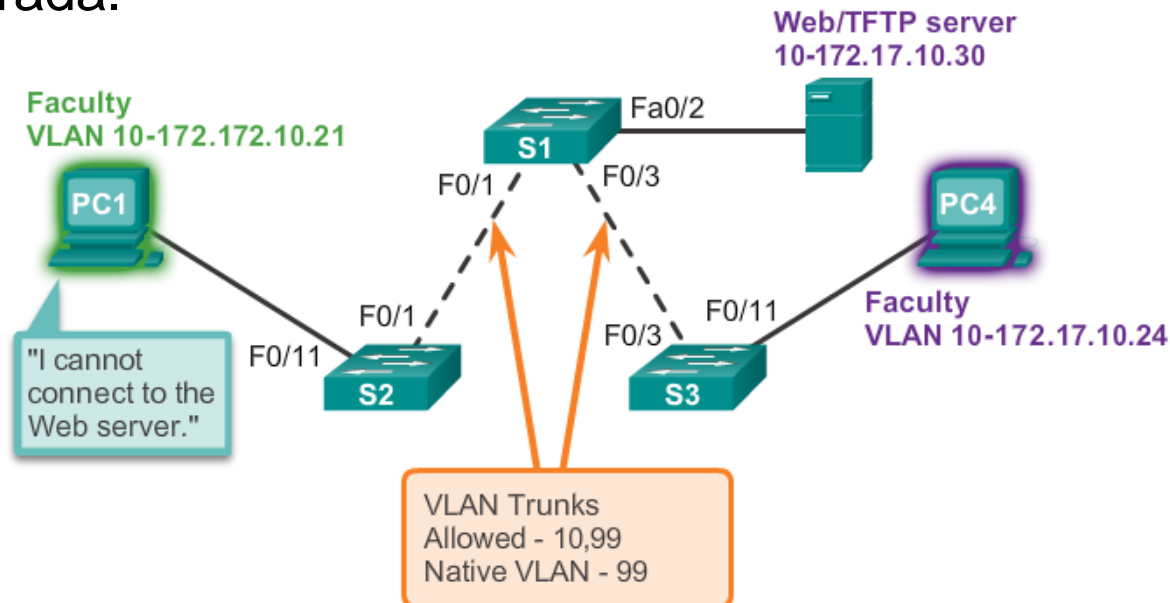 rada.
Web/TFTP server
10-172.17.10.30
Faculty
VLAN 10-172.172.10.21
Fa0/2
S1
F0/1
F0/3
PC1
PC4
F0/1
F0/11
F0/3
F0/11
Faculty
VLAN 10-172.17.10.24
"I cannot
connect to the
Web server."
S2
S3
VLAN Trunks
Allowed - 10,99
Native VLAN - 99